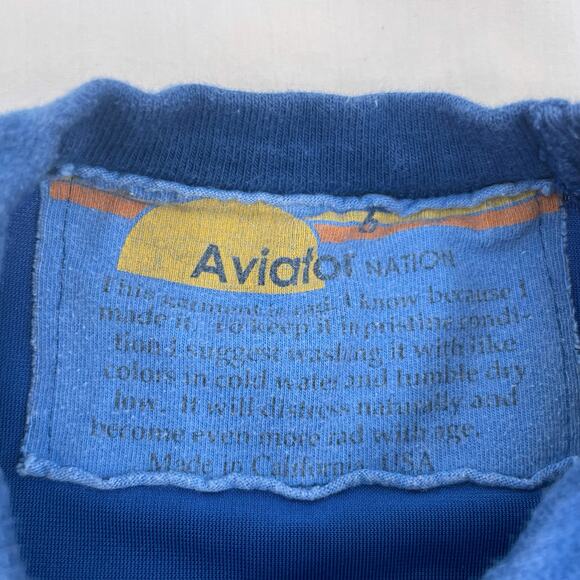 6
Aviator NATION
This garment is rad. I know because I
made it. To keep it in pristine condi-
tion I suggest washing it with like
colors in cold water and tumble dry
low. It will distress naturally and
become even more rad with age.
Made in California, USA